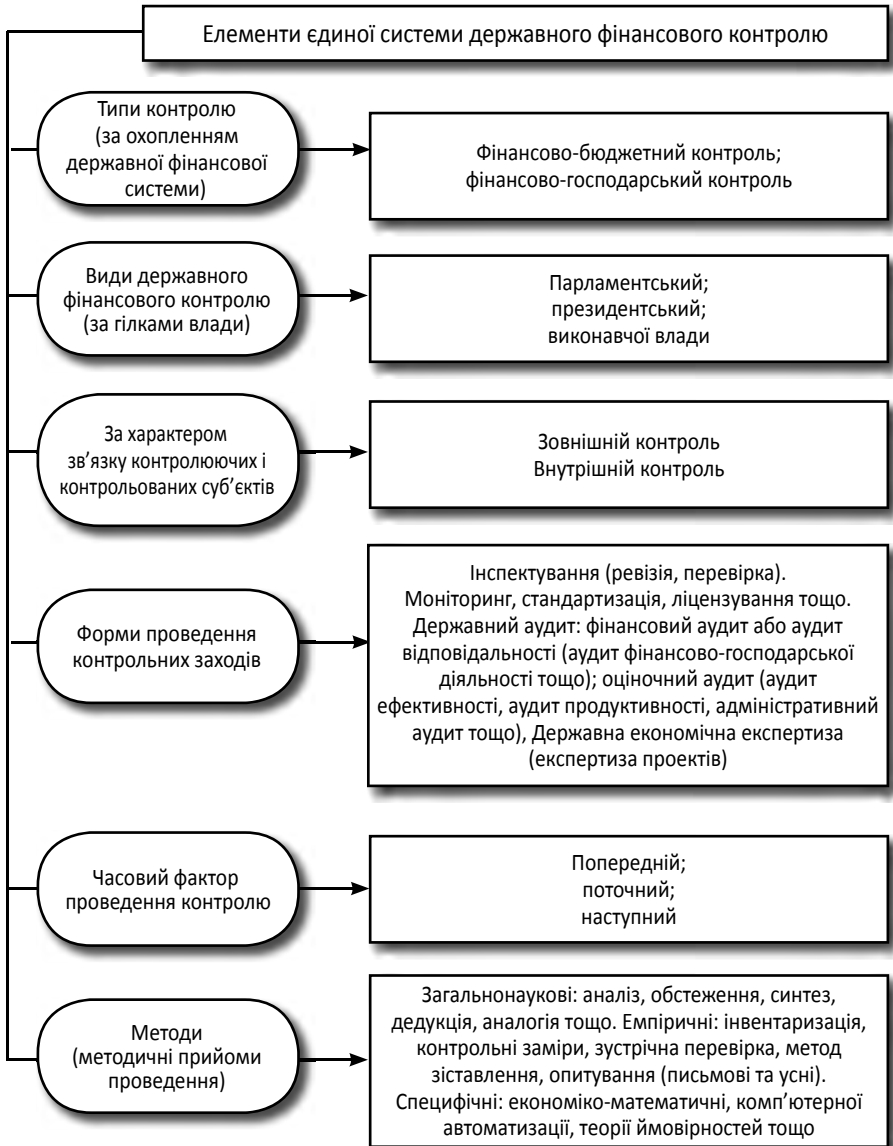 Елементи єдиної системи державного фінансового контролю
Типи контролю
(за охопленням
державної фінансової
системи)
Фінансово-бюджетний контроль;
фінансово-господарський контроль
Види державного
фінансового контролю
(за гілками влади)
Парламентський;
президентський;
виконавчої влади
За характером
зв’язку контролюючих і
контрольованих суб’єктів
Зовнішній контроль
Внутрішній контроль
Форми проведення
контрольних заходів
Інспектування (ревізія, перевірка).
Моніторинг, стандартизація, ліцензування тощо.
Державний аудит: фінансовий аудит або аудит
відповідальності (аудит фінансово-господарської
діяльності тощо); оціночний аудит (аудит
ефективності, аудит продуктивності, адміністративний
аудит тощо), Державна економічна експертиза
(експертиза проектів)
Часовий фактор
проведення контролю
Попередній;
поточний;
наступний
Методи
(методичні прийоми
проведення)
Загальнонаукові: аналіз, обстеження, синтез,
дедукція, аналогія тощо. Емпіричні: інвентаризація,
контрольні заміри, зустрічна перевірка, метод
зіставлення, опитування (письмові та усні).
Специфічні: економіко-математичні, комп’ютерної
автоматизації, теорії ймовірностей тощо